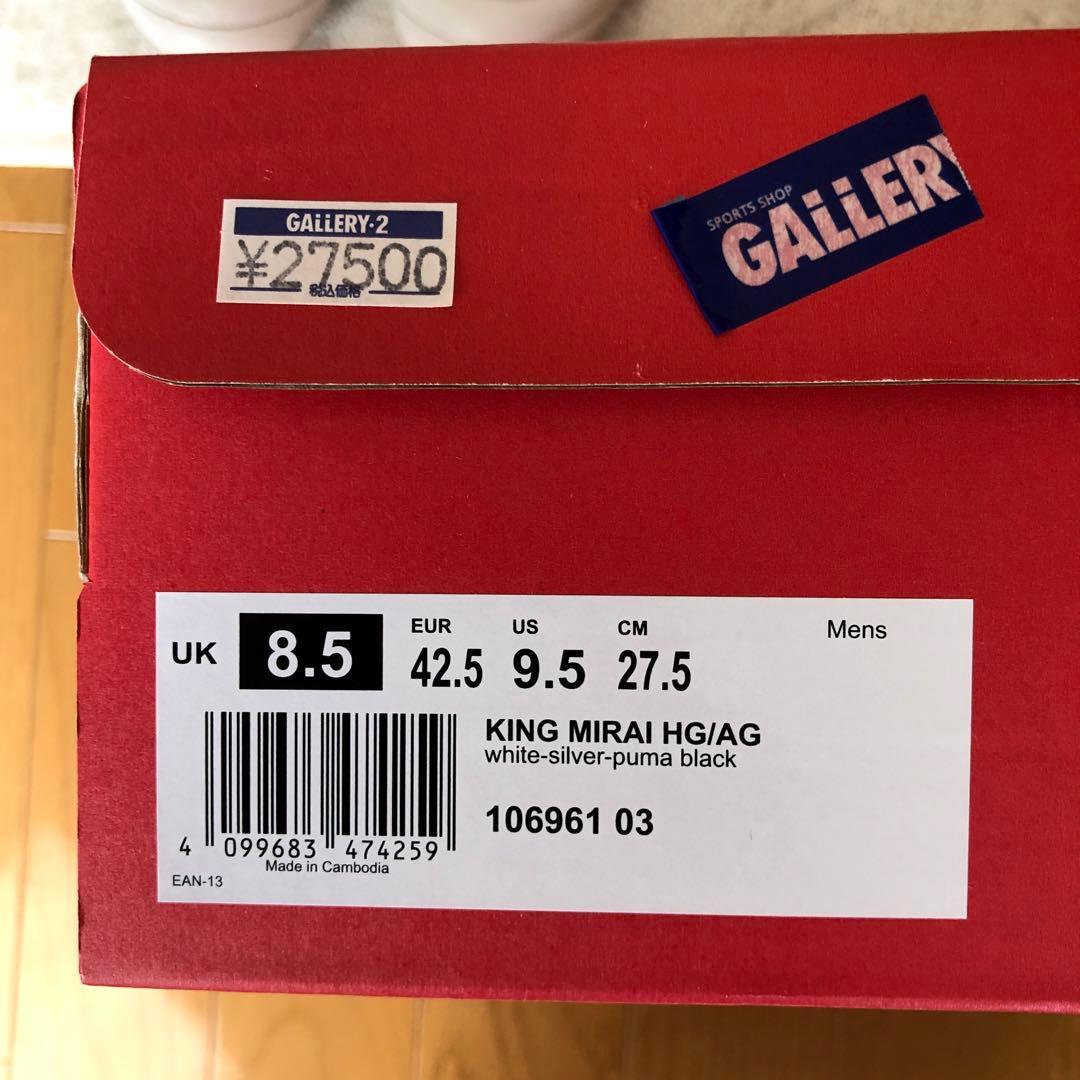 GALLERY・2
¥27500
税込価格
SPORTS SHOP
GALLERY
UK 8.5
EUR US CM
42.5 9.5 27.5
Mens
KING MIRAI HG/AG
white-silver-puma black
106961 03
4 099683 474259
Made in Cambodia
EAN-13